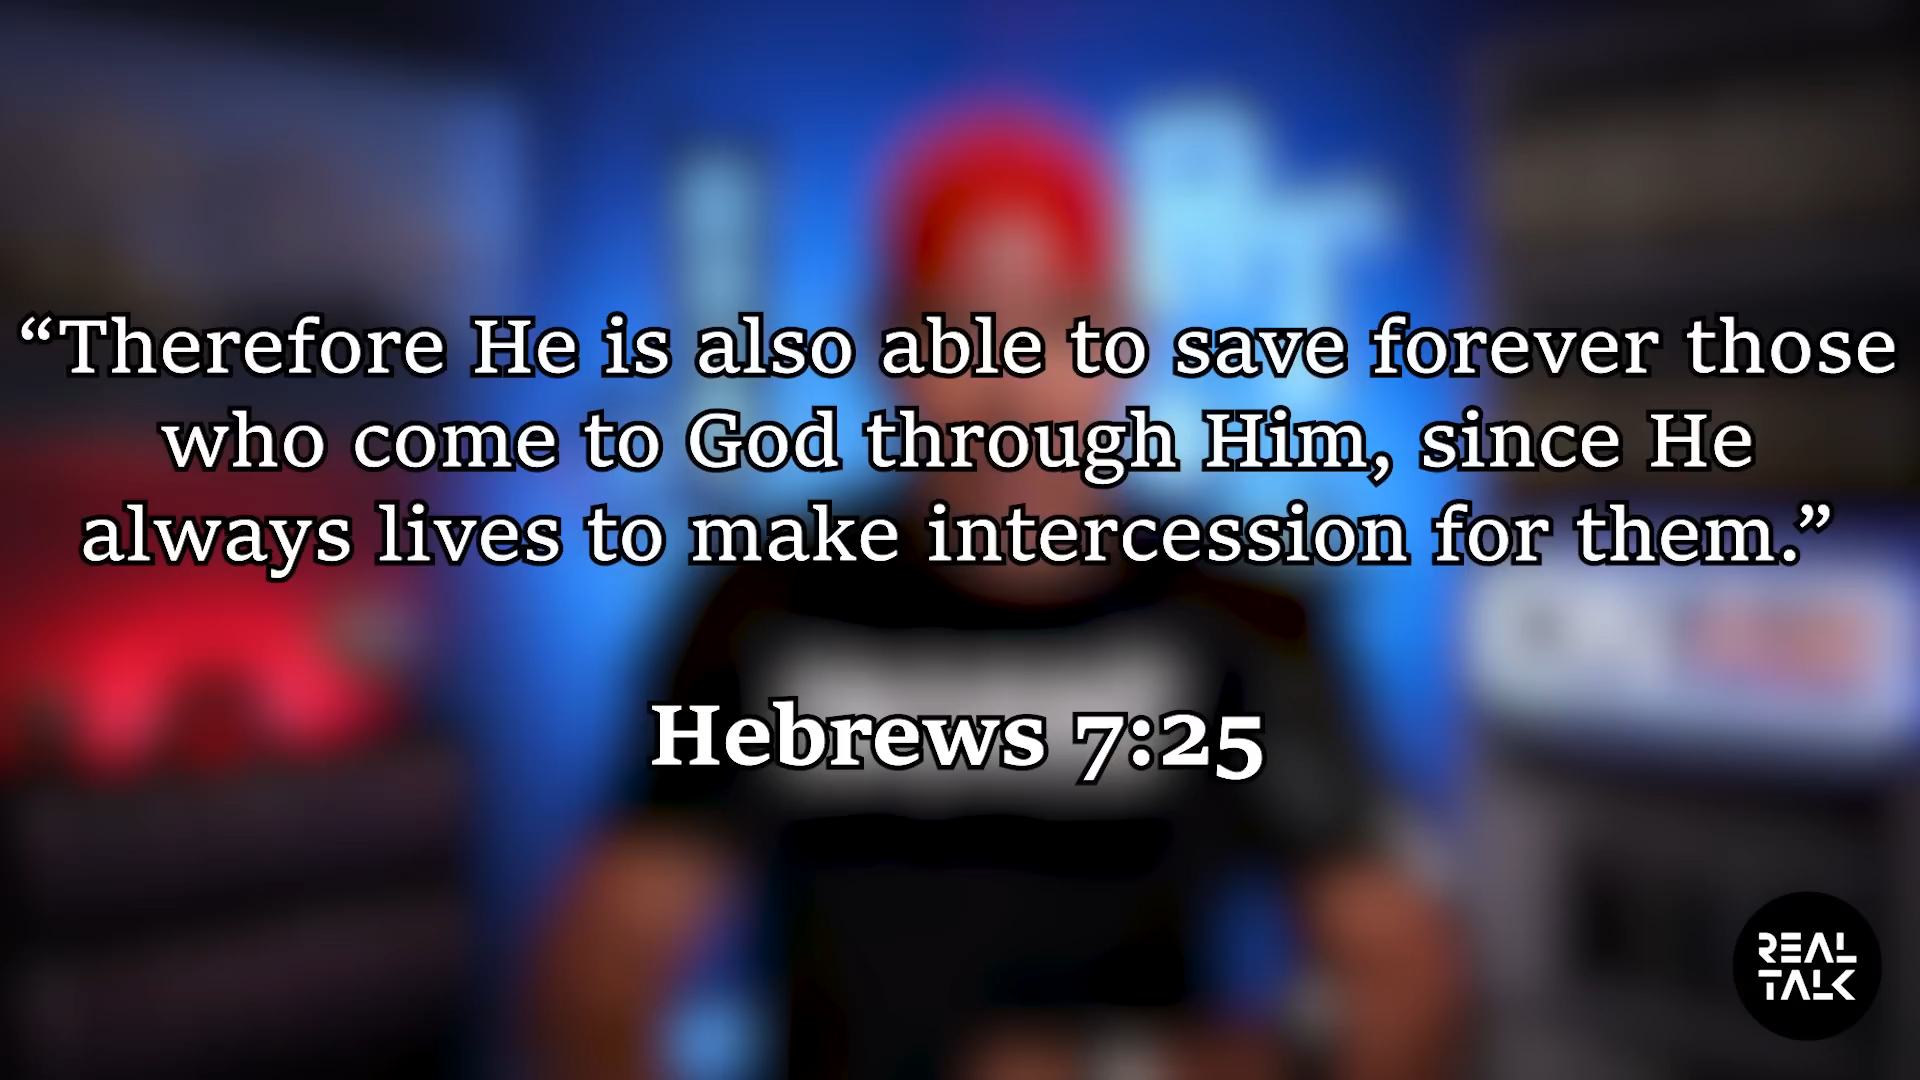 “Therefore He is also able to save forever those
who come to God through Him, since He
always lives to make intercession for them.”
Hebrews 7:25
REAL
TALK